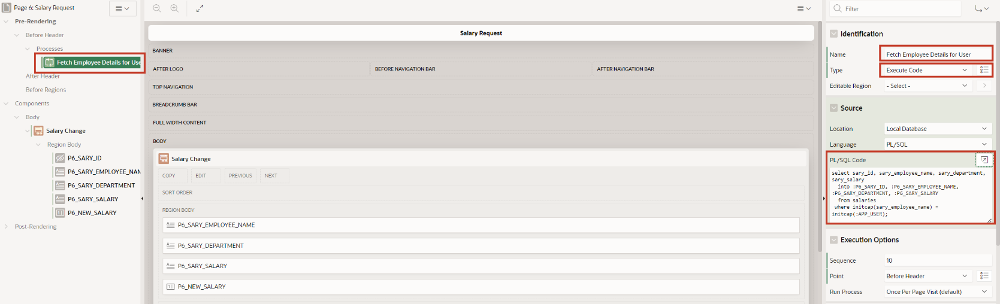 Page 6: Salary Request
Pre-Rendering
Before Header
Processes
Fetch Employee Details for Use
After Header
Before Regions
Components
Body
Salary Change
Region Body
P6_SARY_ID
P6_SARY_EMPLOYEE_NAM
P6_SARY_DEPARTMENT
P6_SARY_SALARY
P6_NEW_SALARY
Post-Rendering
Salary Request
BANNER
AFTER LOGO
BEFORE NAVIGATION BAR
AFTER NAVIGATION BAR
TOP NAVIGATION
BREADCRUMB BAR
FULL WIDTH CONTENT
BODY
Salary Change
COPY
EDIT
PREVIOUS
NEXT
SORT ORDER
REGION BODY
P6_SARY_EMPLOYEE_NAME
P6_SARY_DEPARTMENT
P6_SARY_SALARY
P6_NEW_SALARY
Filter
Identification
Name Fetch Employee Details for User
Type Execute Code
Editable Region - Select -
Source
Location Local Database
Language PL/SQL
PL/SQL Code
select sary_id, sary_employee_name, sary_department,
sary_salary
into :P6_SARY_ID, :P6_SARY_EMPLOYEE_NAME,
:P6_SARY_DEPARTMENT, :P6_SARY_SALARY
from salaries
where initcap(sary_employee_name) =
initcap(:APP_USER);
Execution Options
Sequence 10
Point Before Header
Run Process Once Per Page Visit (default)